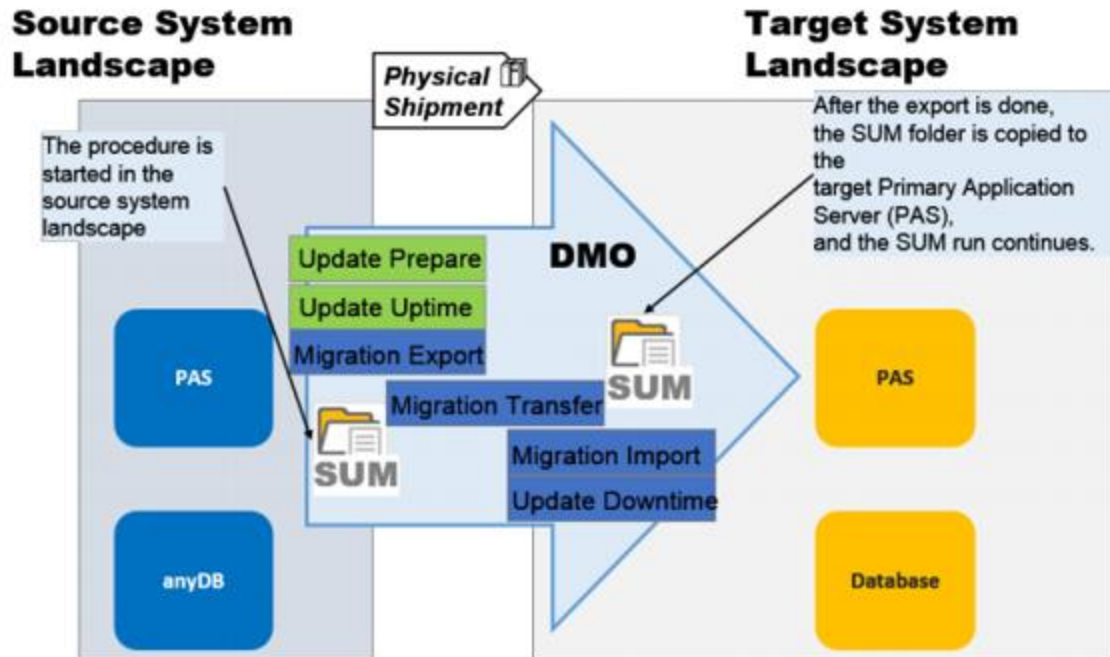 Source System
Landscape
Target System
Landscape
Physical
Shipment
The procedure is
started in the
source system
landscape
After the export is done,
the SUM folder is copied to
the
target Primary Application
Server (PAS),
and the SUM run continues.
Update Prepare
DMO
Update Uptime
Migration Export
PAS
SUM
PAS
Migration Transfer
Migration Import
SUM
Update Downtime
anyDB
Database